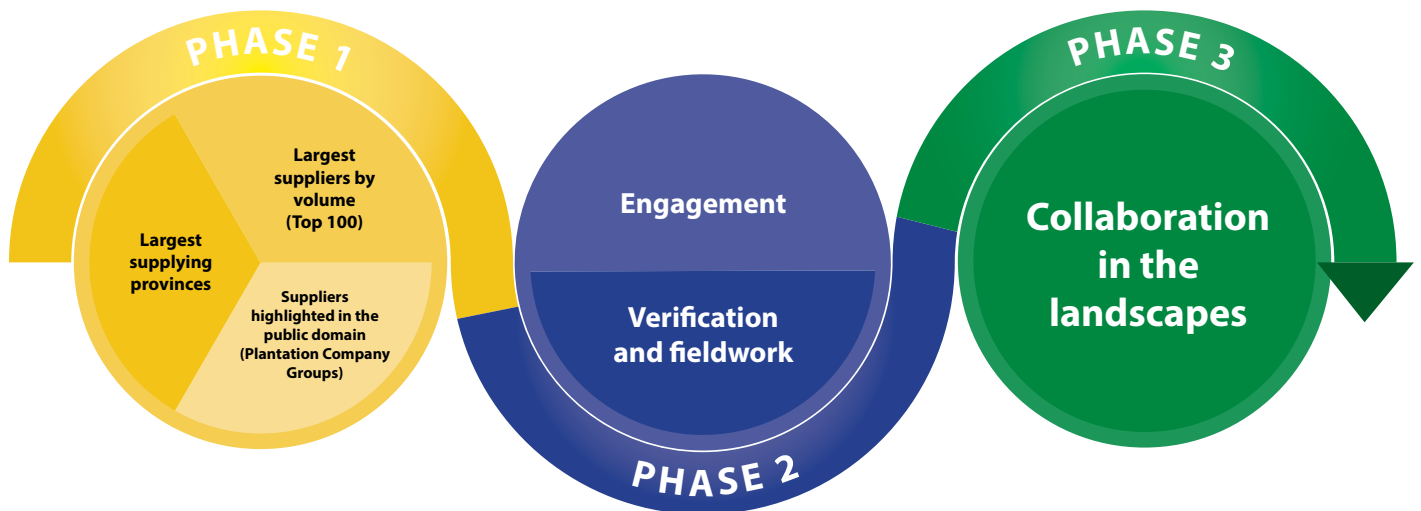 PHASE 1
Largest
suppliers by
volume
(Top 100)
Largest
supplying
provinces
Suppliers
highlighted in the
public domain
(Plantation Company
Groups)
Engagement
Verification
and fieldwork
PHASE 2
PHASE 3
Collaboration
in the
landscapes